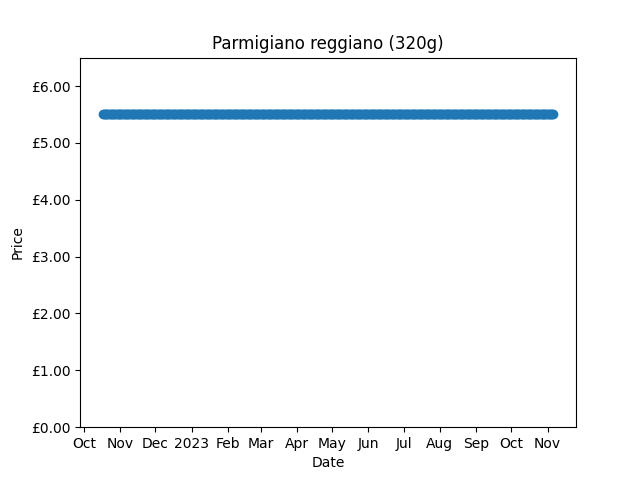 Parmigiano reggiano (320g)
£6.00
£5.00
£4.00
£3.00
£2.00
£1.00
£0.00
Price
Oct Nov Dec 2023 Feb Mar Apr May Jun Jul Aug Sep Oct Nov
Date